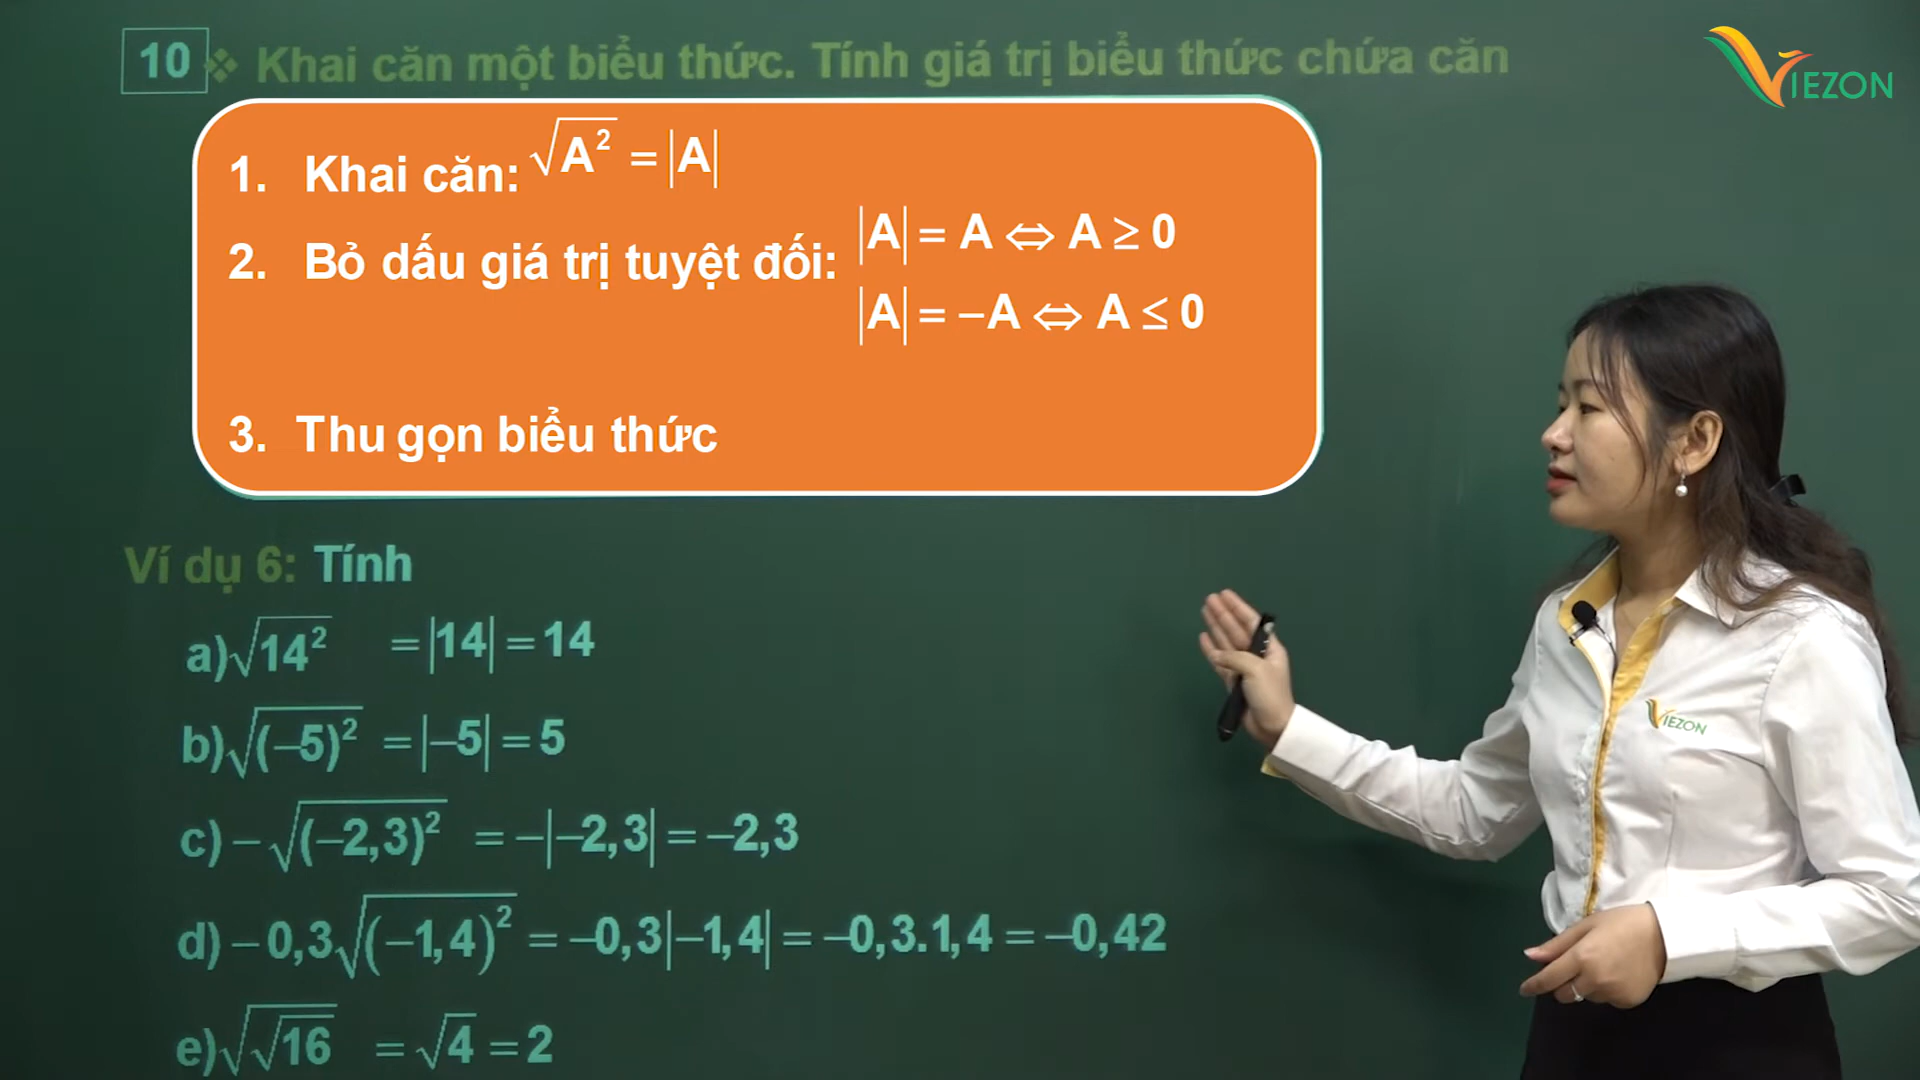 10 ❖ Khai căn một biểu thức. Tính giá trị biểu thức chứa căn
VIEZON
1. Khai căn: √A² = |A|
2. Bỏ dấu giá trị tuyệt đối: |A| = A ⇔ A ≥ 0
|A| = –A ⇔ A ≤ 0
3. Thu gọn biểu thức
Ví dụ 6: Tính
a) √14² = |14| = 14
b) √(–5)² = |–5| = 5
c) – √(–2,3)² = –|–2,3| = –2,3
d) – 0,3√(–1,4)² = –0,3|–1,4| = –0,3.1,4 = –0,42
e) √√16 = √4 = 2
VIEZON